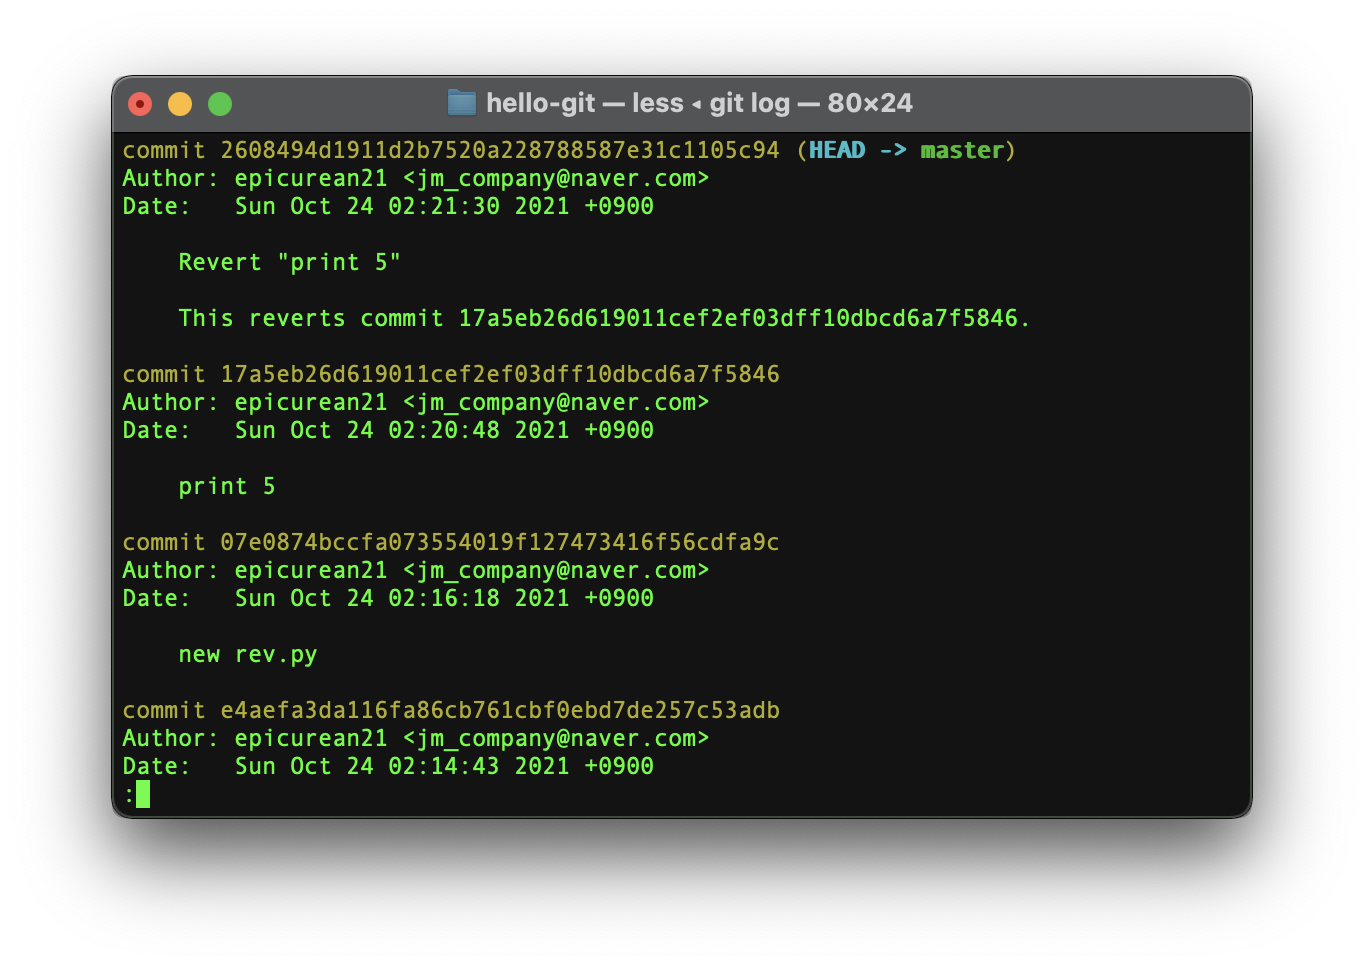 hello-git — less ◂ git log — 80×24
commit 2608494d1911d2b7520a228788587e31c1105c94 (HEAD -> master)
Author: epicurean21 <jm_company@naver.com>
Date:   Sun Oct 24 02:21:30 2021 +0900
Revert "print 5"
This reverts commit 17a5eb26d619011cef2ef03dff10dbcd6a7f5846.
commit 17a5eb26d619011cef2ef03dff10dbcd6a7f5846
Author: epicurean21 <jm_company@naver.com>
Date:   Sun Oct 24 02:20:48 2021 +0900
print 5
commit 07e0874bccfa073554019f127473416f56cdfa9c
Author: epicurean21 <jm_company@naver.com>
Date:   Sun Oct 24 02:16:18 2021 +0900
new rev.py
commit e4aefa3da116fa86cb761cbf0ebd7de257c53adb
Author: epicurean21 <jm_company@naver.com>
Date:   Sun Oct 24 02:14:43 2021 +0900
: